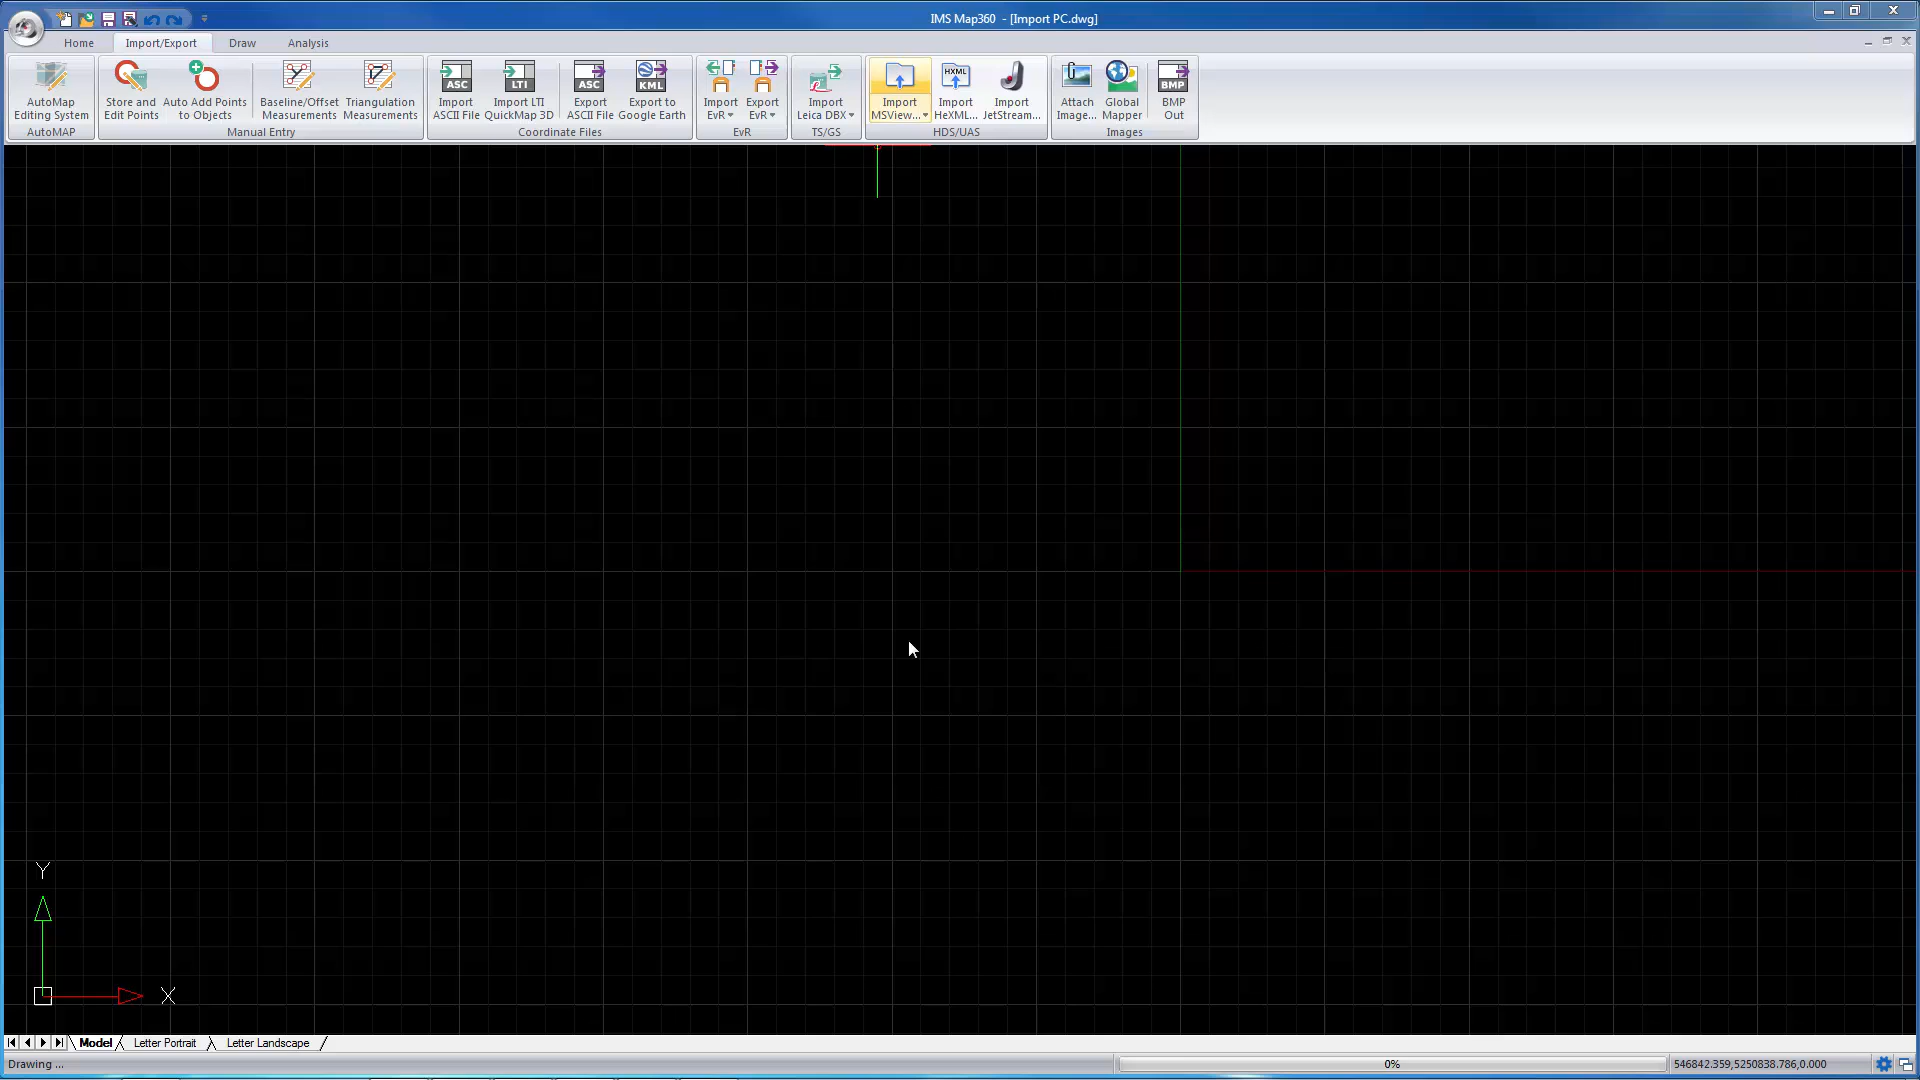 IMS Map360 - [Import PC.dwg]
Home Import/Export Draw Analysis
AutoMap Editing System
AutoMAP
Store and Edit Points
Auto Add Points to Objects
Baseline/Offset Measurements
Triangulation Measurements
Manual Entry
ASC
Import ASCII File
LTI
Import LTI QuickMap 3D
ASC
Export ASCII File
KML
Export to Google Earth
Coordinate Files
Import EvR
Export EvR
EvR
Import Leica DBX
TS/GS
Import MSView...
HXML
Import HeXML...
Import JetStream...
HDS/UAS
Attach Image...
Global Mapper
BMP
BMP Out
Images
Y
X
Model Letter Portrait Letter Landscape
Drawing ... 0% 546842.359,5250838.786,0.000